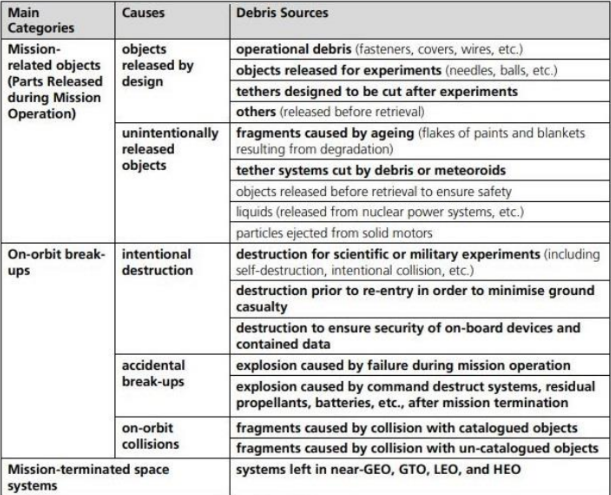 Main Categories
Causes
Debris Sources
Mission-
related objects
(Parts Released
during Mission
Operation)
objects
released by
design
operational debris (fasteners, covers, wires, etc.)
objects released for experiments (needles, balls, etc.)
tethers designed to be cut after experiments
others (released before retrieval)
unintentionally
released
objects
fragments caused by ageing (flakes of paints and blankets
resulting from degradation)
tether systems cut by debris or meteoroids
objects released before retrieval to ensure safety
liquids (released from nuclear power systems, etc.)
particles ejected from solid motors
On-orbit break-
ups
intentional
destruction
destruction for scientific or military experiments (including
self-destruction, intentional collision, etc.)
destruction prior to re-entry in order to minimise ground
casualty
destruction to ensure security of on-board devices and
contained data
accidental
break-ups
explosion caused by failure during mission operation
explosion caused by command destruct systems, residual
propellants, batteries, etc., after mission termination
on-orbit
collisions
fragments caused by collision with catalogued objects
fragments caused by collision with un-catalogued objects
Mission-terminated space
systems
systems left in near-GEO, GTO, LEO, and HEO